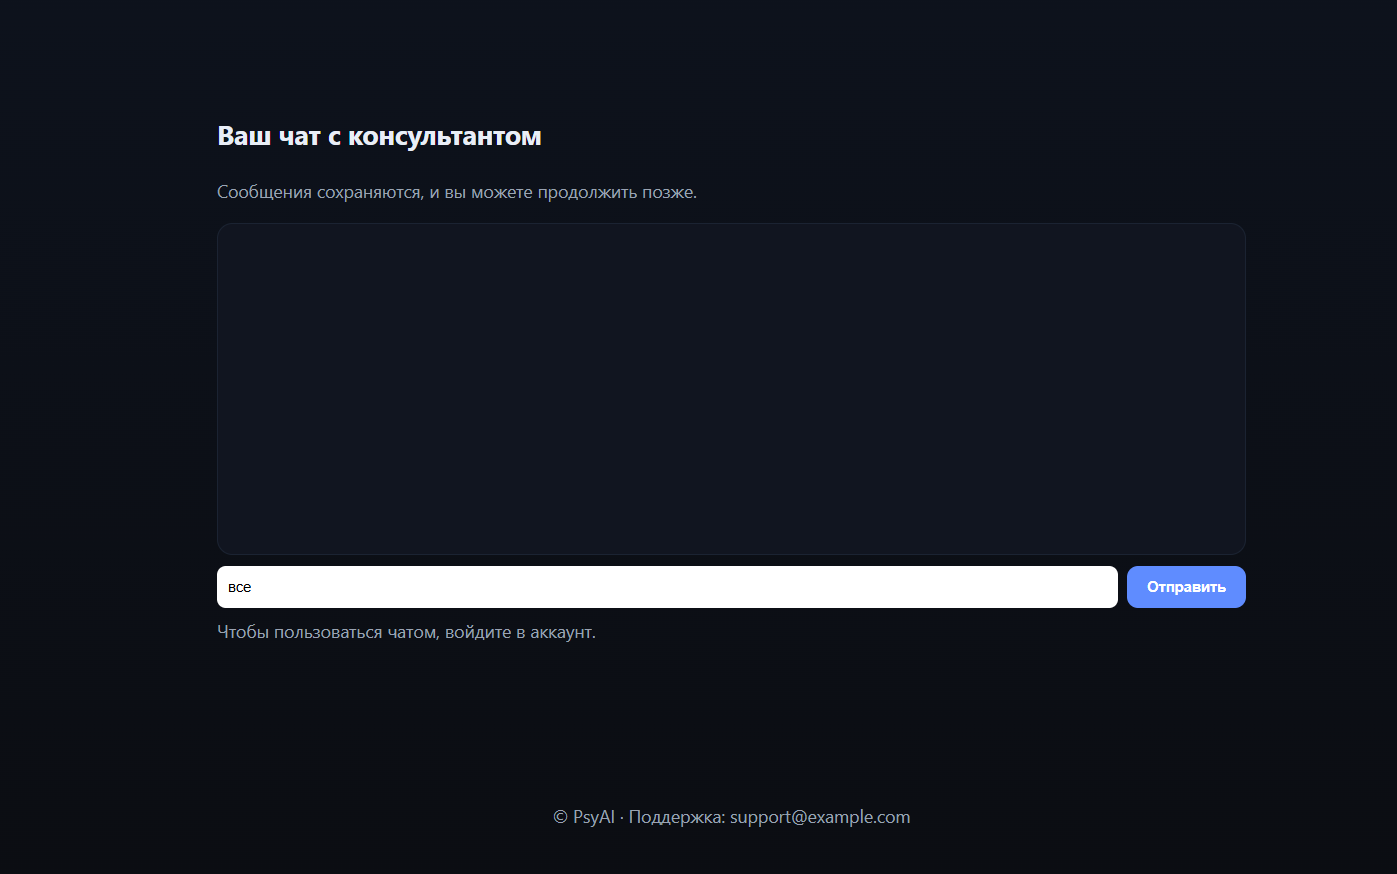 Ваш чат с консультантом
Сообщения сохраняются, и вы можете продолжить позже.
все
Отправить
Чтобы пользоваться чатом, войдите в аккаунт.
© PsyAI · Поддержка: support@example.com